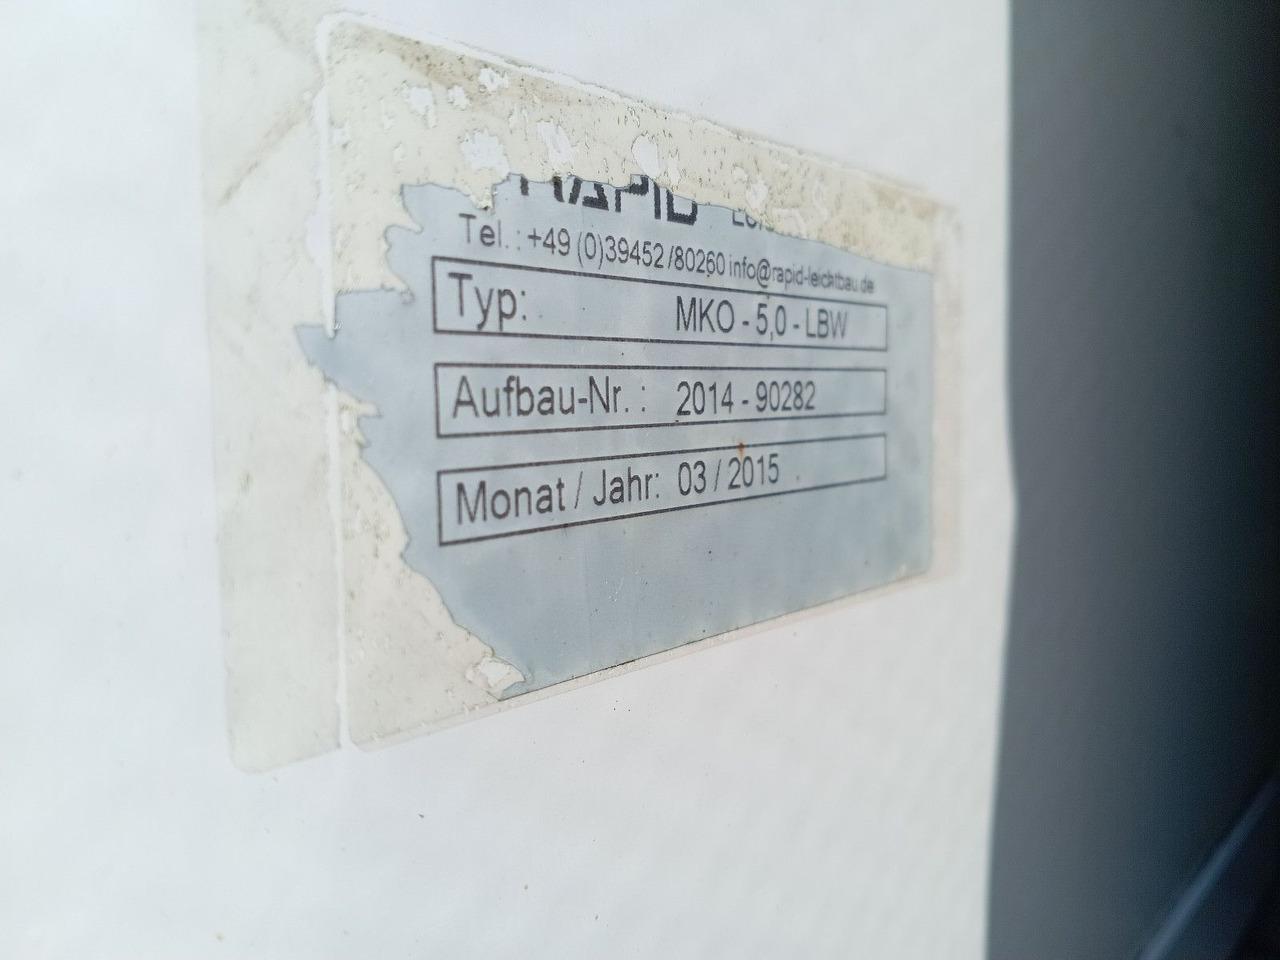 RAPID
Tel.: +49 (0)39452/80260 info@rapid-leichtbau.de
Typ: MKO - 5,0 - LBW
Aufbau-Nr. : 2014 - 90282
Monat / Jahr: 03 / 2015